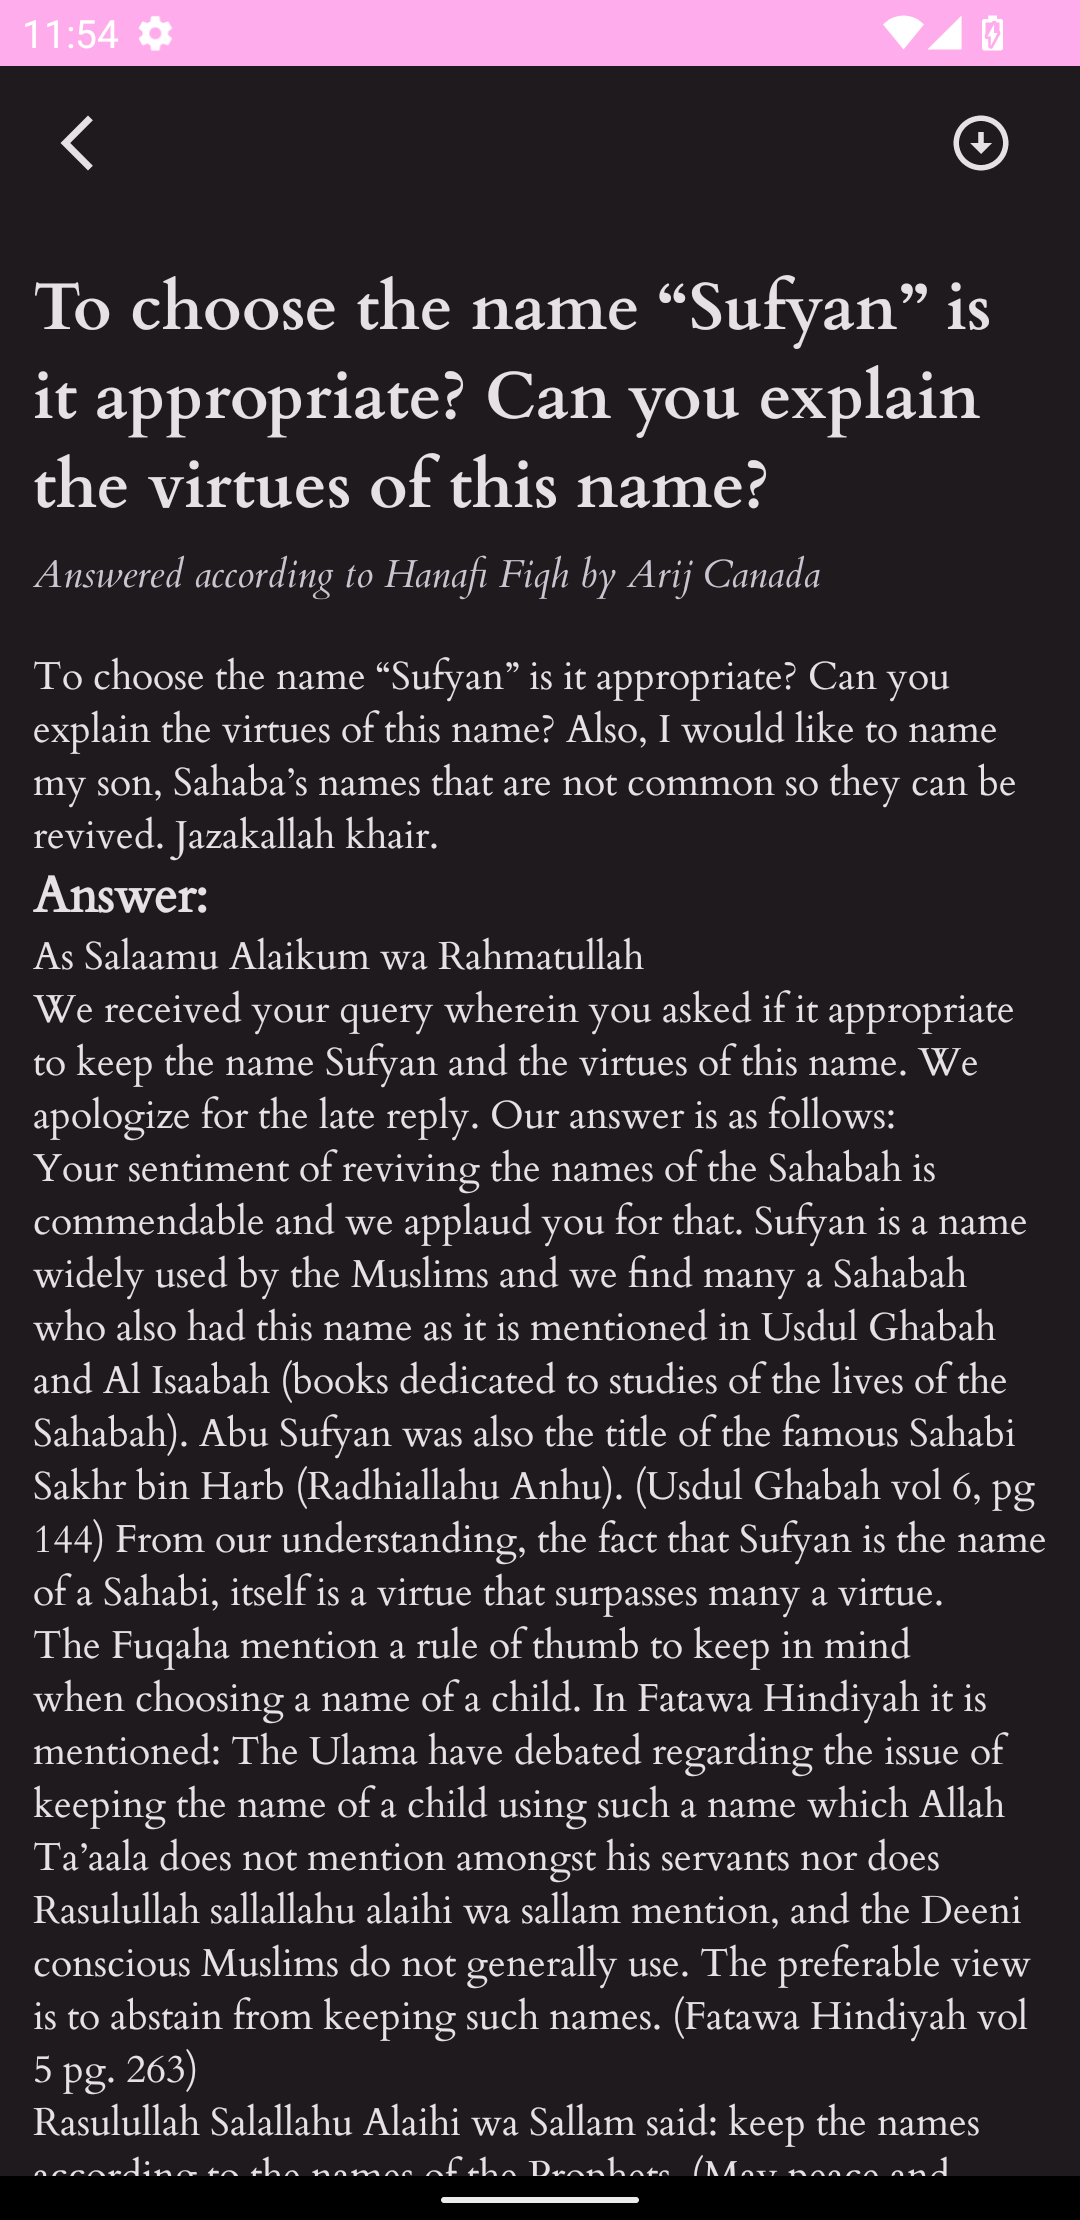 11:54
To choose the name “Sufyan” is
it appropriate? Can you explain
the virtues of this name?
Answered according to Hanafi Fiqh by Arij Canada
To choose the name “Sufyan” is it appropriate? Can you
explain the virtues of this name? Also, I would like to name
my son, Sahaba’s names that are not common so they can be
revived. Jazakallah khair.
Answer:
As Salaamu Alaikum wa Rahmatullah
We received your query wherein you asked if it appropriate
to keep the name Sufyan and the virtues of this name. We
apologize for the late reply. Our answer is as follows:
Your sentiment of reviving the names of the Sahabah is
commendable and we applaud you for that. Sufyan is a name
widely used by the Muslims and we find many a Sahabah
who also had this name as it is mentioned in Usdul Ghabah
and Al Isaabah (books dedicated to studies of the lives of the
Sahabah). Abu Sufyan was also the title of the famous Sahabi
Sakhr bin Harb (Radhiallahu Anhu). (Usdul Ghabah vol 6, pg
144) From our understanding, the fact that Sufyan is the name
of a Sahabi, itself is a virtue that surpasses many a virtue.
The Fuqaha mention a rule of thumb to keep in mind
when choosing a name of a child. In Fatawa Hindiyah it is
mentioned: The Ulama have debated regarding the issue of
keeping the name of a child using such a name which Allah
Ta’aala does not mention amongst his servants nor does
Rasulullah sallallahu alaihi wa sallam mention, and the Deeni
conscious Muslims do not generally use. The preferable view
is to abstain from keeping such names. (Fatawa Hindiyah vol
5 pg. 263)
Rasulullah Salallahu Alaihi wa Sallam said: keep the names
according to the names of the Prophets. (May peace and